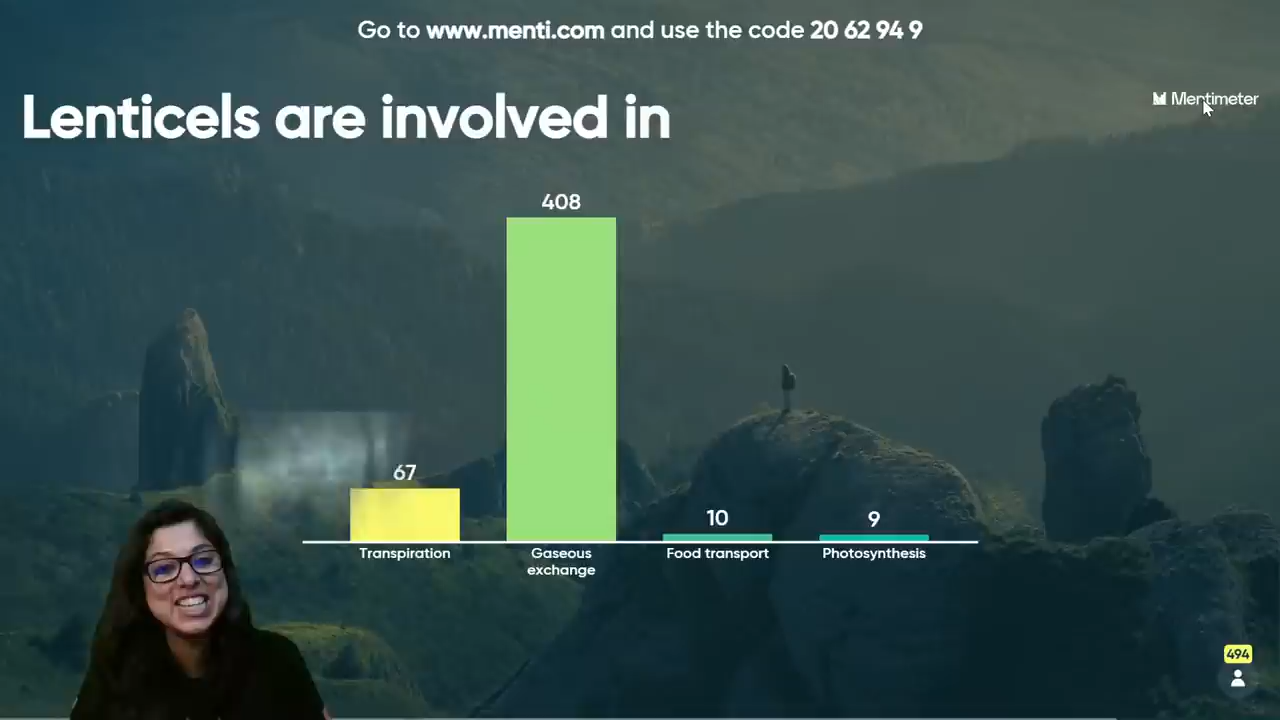 Go to www.menti.com and use the code 20 62 94 9
Lenticels are involved in
Mentimeter
408
67
10
9
Transpiration
Gaseous
exchange
Food transport
Photosynthesis
494